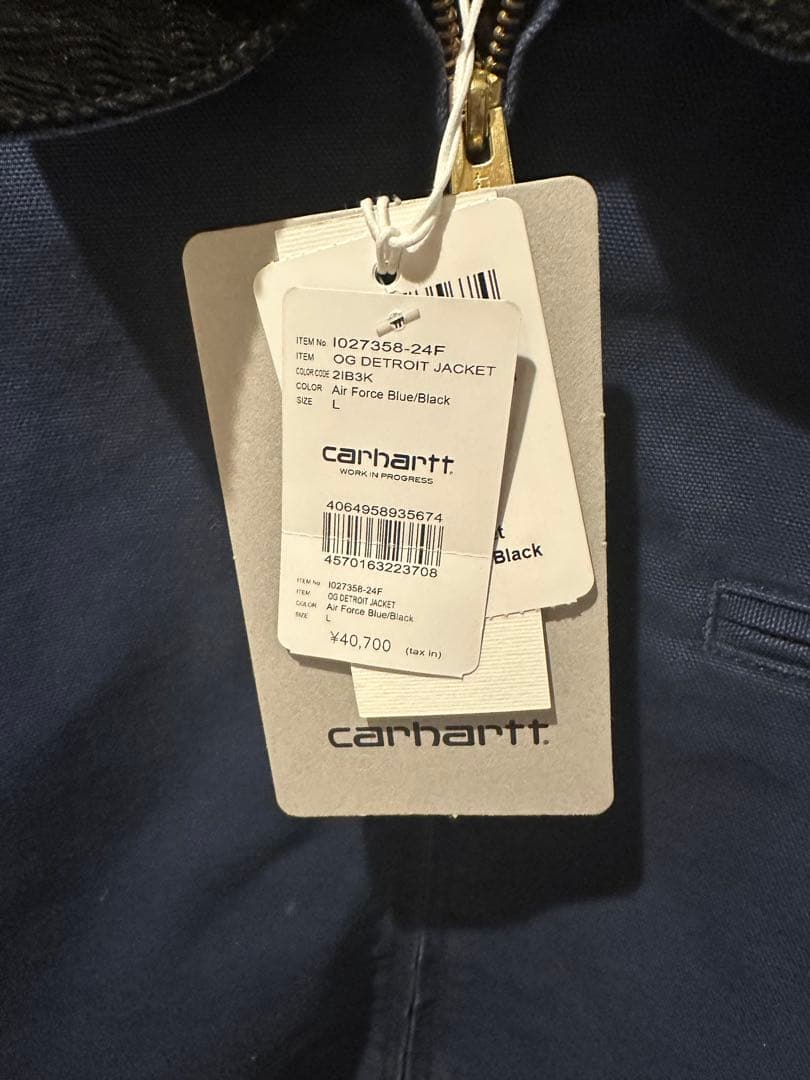 ITEM No I027358-24F
ITEM OG DETROIT JACKET
COLOR CODE 2IB3K
COLOR Air Force Blue/Black
SIZE L
carhartt
WORK IN PROGRESS
4064958935674
4570163223708
ITEM No I027358-24F
ITEM OG DETROIT JACKET
COLOR Air Force Blue/Black
SIZE L
¥40,700 (tax in)
Black
carhartt